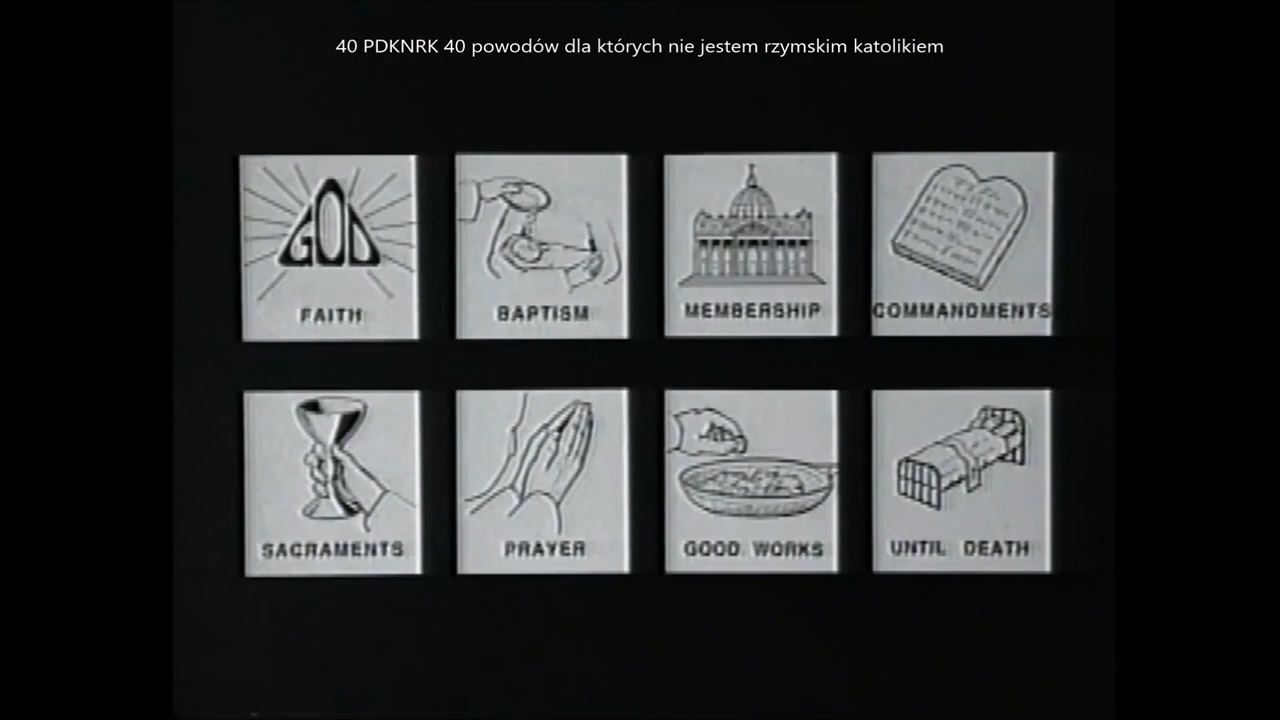 40 PDKNRK 40 powodów dla których nie jestem rzymskim katolikiem
GOD
FAITH
BAPTISM
MEMBERSHIP
COMMANDMENTS
SACRAMENTS
PRAYER
GOOD WORKS
UNTIL DEATH